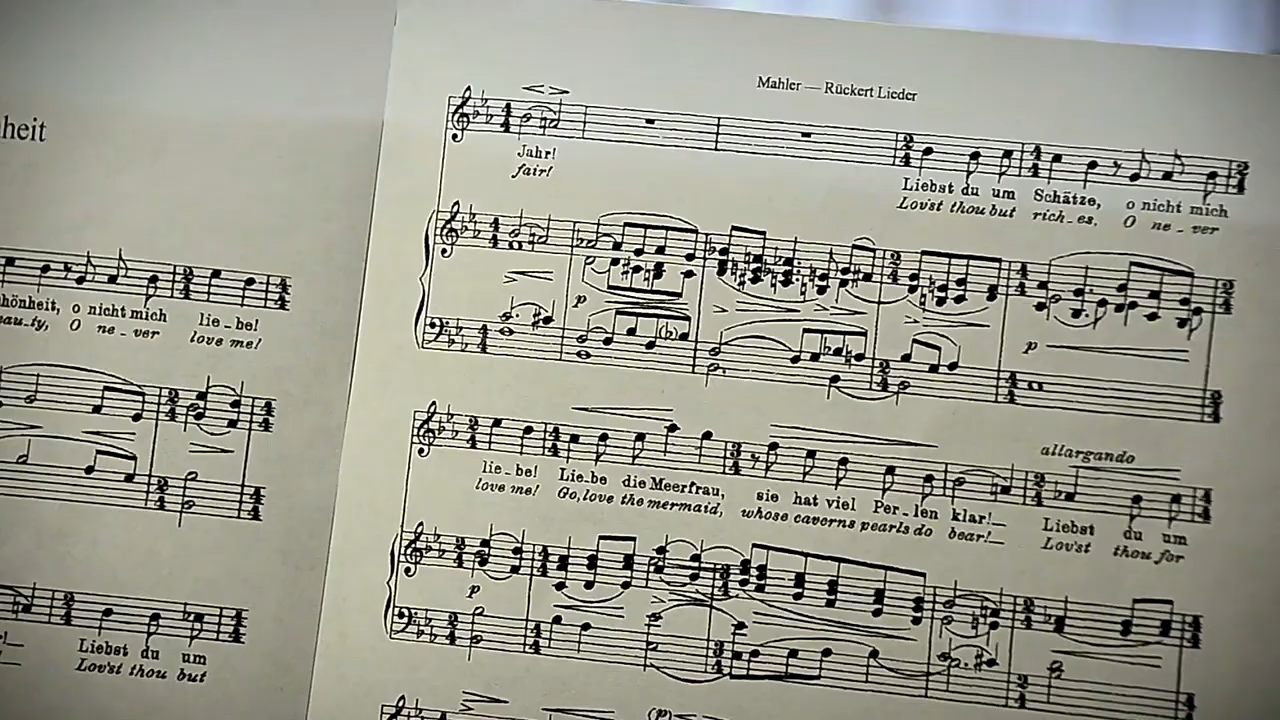 heit
hönheit, o nicht mich lie-be!
au-ty, O ne-ver love me!
Liebst du um
Lov'st thou but
Mahler — Rückert Lieder
Jahr! Liebst du um Schätze, o nicht mich
fair! Lov'st thou but rich-es, O ne-ver
p
p
allargando
lie-be! Lie-be die Meerfrau, sie hat viel Per-len klar!_ Liebst du um
love me! Go, love the mermaid, whose caverns pearls do bear!_ Lov'st thou for
p
(p)